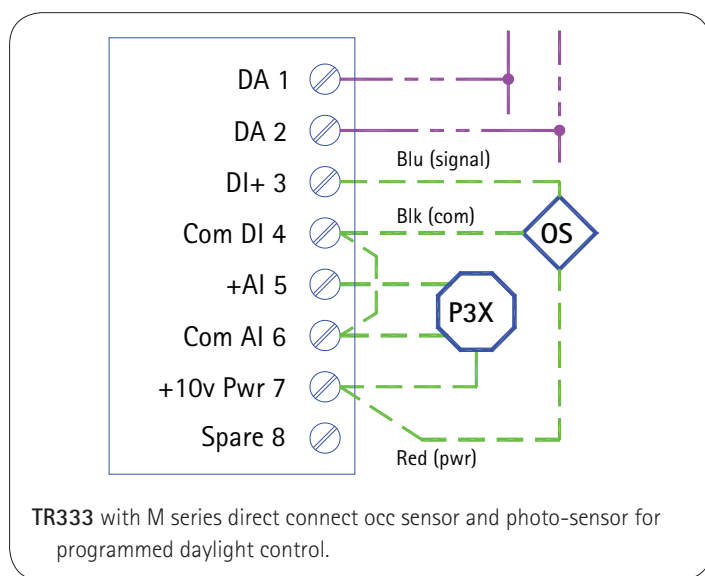 DA 1
DA 2
DI+ 3
Com DI 4
+AI 5
Com AI 6
+10v Pwr 7
Spare 8
Blu (signal)
Blk (com)
OS
P3X
Red (pwr)
TR333 with M series direct connect occ sensor and photo-sensor for
programmed daylight control.